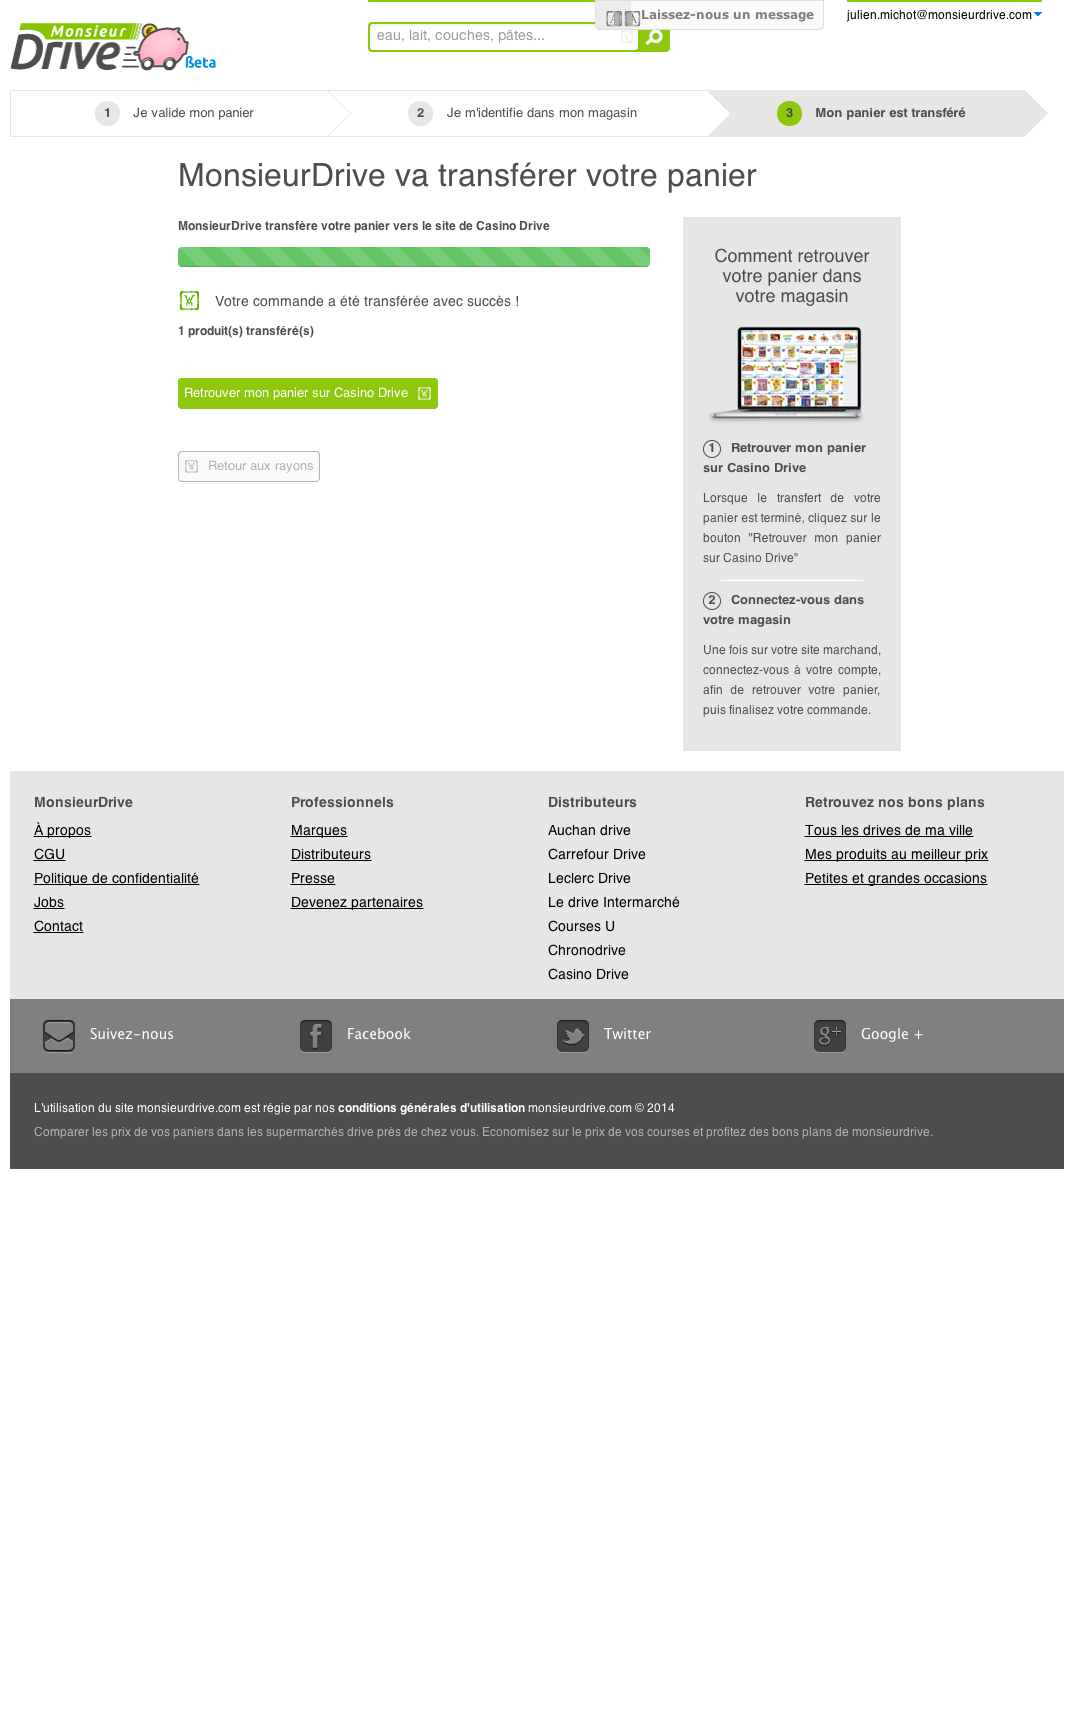 Laissez-nous un message
julien.michot@monsieurdrive.com
Monsieur
Drive
Beta
eau, lait, couches, pâtes...
1 Je valide mon panier
2 Je m'identifie dans mon magasin
3 Mon panier est transféré
MonsieurDrive va transférer votre panier
MonsieurDrive transfère votre panier vers le site de Casino Drive
Votre commande a été transférée avec succès !
1 produit(s) transféré(s)
Retrouver mon panier sur Casino Drive
Retour aux rayons
Comment retrouver
votre panier dans
votre magasin
1 Retrouver mon panier
sur Casino Drive
Lorsque le transfert de votre
panier est terminé, cliquez sur le
bouton "Retrouver mon panier
sur Casino Drive"
2 Connectez-vous dans
votre magasin
Une fois sur votre site marchand,
connectez-vous à votre compte,
afin de retrouver votre panier,
puis finalisez votre commande.
MonsieurDrive
À propos
CGU
Politique de confidentialité
Jobs
Contact
Professionnels
Marques
Distributeurs
Presse
Devenez partenaires
Distributeurs
Auchan drive
Carrefour Drive
Leclerc Drive
Le drive Intermarché
Courses U
Chronodrive
Casino Drive
Retrouvez nos bons plans
Tous les drives de ma ville
Mes produits au meilleur prix
Petites et grandes occasions
Suivez-nous
Facebook
Twitter
Google +
L'utilisation du site monsieurdrive.com est régie par nos conditions générales d'utilisation monsieurdrive.com © 2014
Comparer les prix de vos paniers dans les supermarchés drive près de chez vous. Economisez sur le prix de vos courses et profitez des bons plans de monsieurdrive.